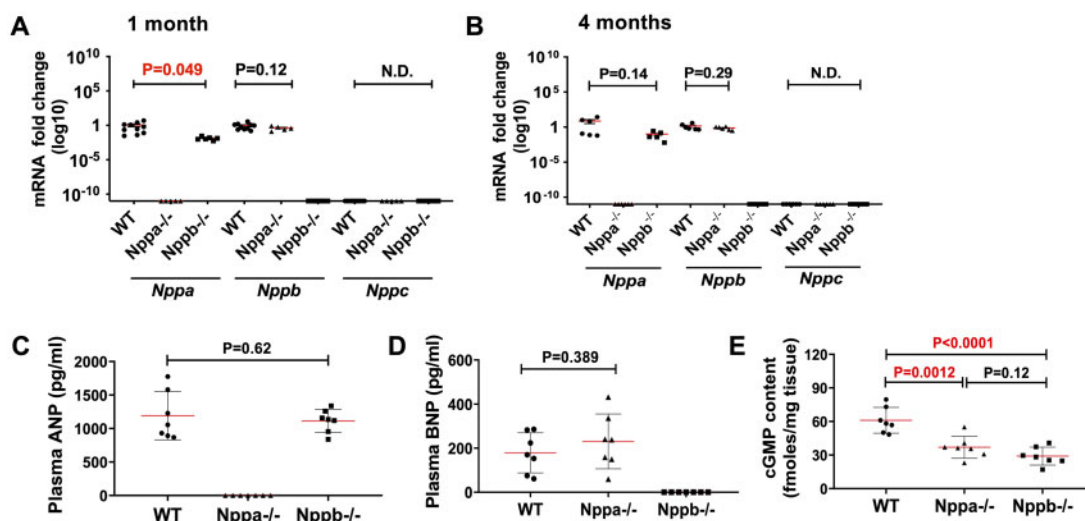 A
1 month
mRNA fold change
(log10)
10^10
10^5
1
10^-5
10^-10
P=0.049
P=0.12
N.D.
WT
Nppa-/-
Nppb-/-
WT
Nppa-/-
Nppb-/-
WT
Nppa-/-
Nppb-/-
Nppa
Nppb
Nppc
B
4 months
mRNA fold change
(log10)
10^10
10^5
1
10^-5
10^-10
P=0.14
P=0.29
N.D.
WT
Nppa^-/-
Nppb^-/-
WT
Nppa^-/-
Nppb^-/-
WT
Nppa^-/-
Nppb^-/-
Nppa
Nppb
Nppc
C
Plasma ANP (pg/ml)
2000
1500
1000
500
0
P=0.62
WT
Nppa-/-
Nppb-/-
D
Plasma BNP (pg/ml)
600
400
200
0
P=0.389
WT
Nppa-/-
Nppb-/-
E
cGMP content
(fmoles/mg tissue)
120
90
60
30
0
P<0.0001
P=0.0012
P=0.12
WT
Nppa-/-
Nppb-/-